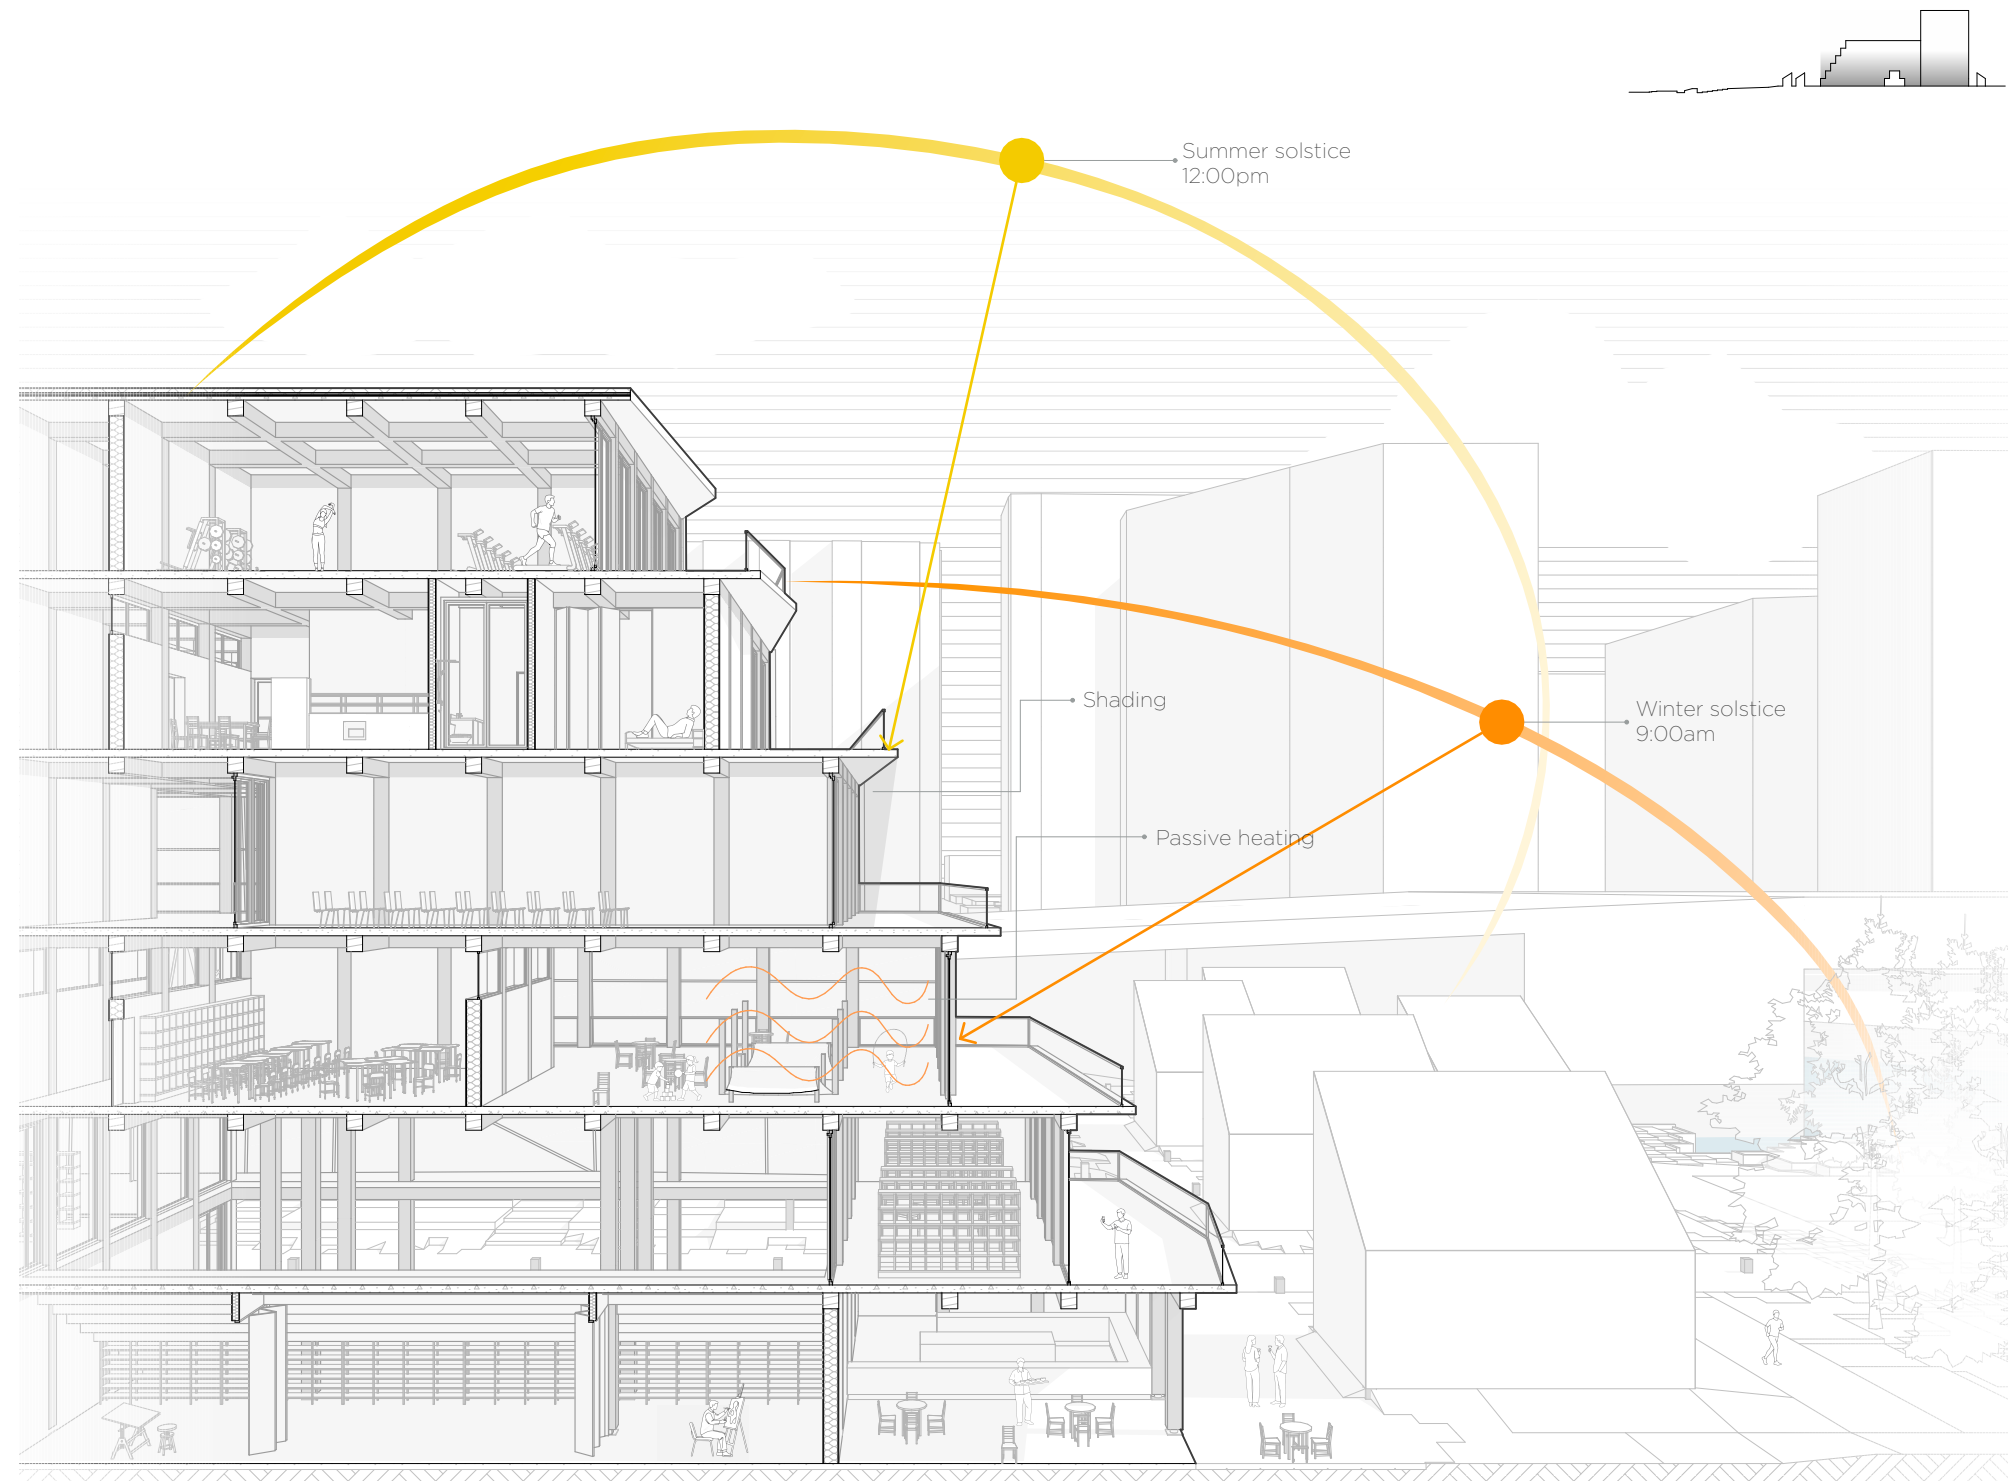 Summer solstice
12:00pm
Shading
Winter solstice
9:00am
Passive heating